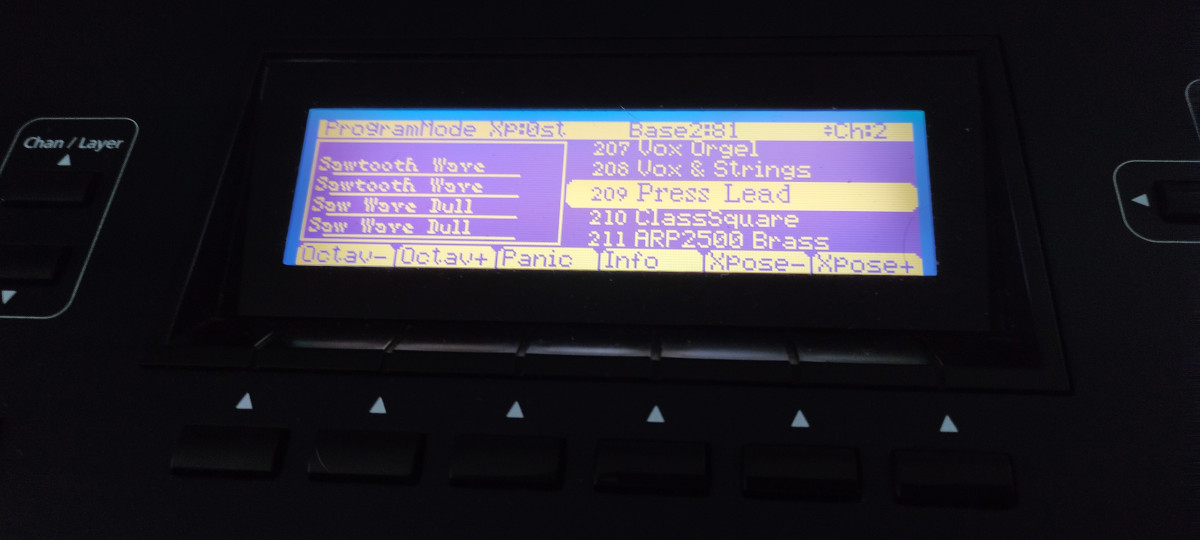 Chan / Layer
ProgramMode Xp:0st Base2:81 Ch:2
Sawtooth Wave
Sawtooth Wave
Saw Wave Dull
Saw Wave Dull
207 Vox Orgel
208 Vox & Strings
209 Press Lead
210 ClassSquare
211 ARP2500 Brass
Octav- Octav+ Panic Info Xpose- Xpose+